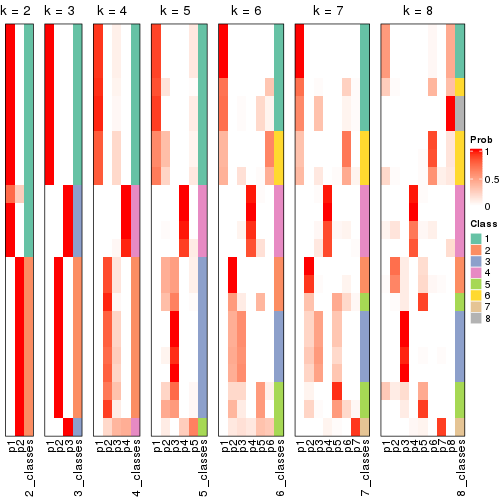 k = 2
k = 3
k = 4
k = 5
k = 6
k = 7
k = 8
Prob
1
0.5
0
Class
1
2
3
4
5
6
7
8
p1
p2
2_classes
p1
p2
p3
3_classes
p1
p2
p3
p4
4_classes
p1
p2
p3
p4
p5
5_classes
p1
p2
p3
p4
p5
p6
6_classes
p1
p2
p3
p4
p5
p6
p7
7_classes
p1
p2
p3
p4
p5
p6
p7
p8
8_classes